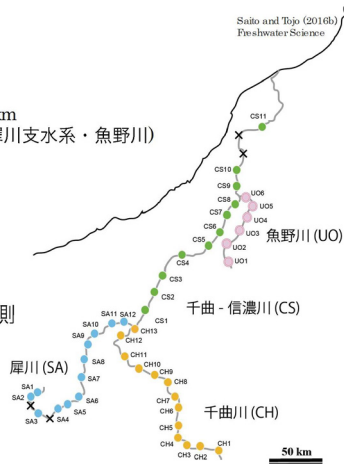 Saito and Tojo (2016b)
Freshwater Science
km
犀川支水系・魚野川)
CS11
CS10
CS9
UO6
CS8
UO5
CS7
UO4
CS6
UO3
魚野川 (UO)
CS5
UO2
CS4
UO1
CS3
則
CS2
千曲 - 信濃川 (CS)
SA11 SA12
CS1
SA10
CH13
SA9
CH12
犀川 (SA)
SA8
CH11
CH10
CH9
SA7
CH8
SA1
SA2
SA6
CH7
SA5
CH6
千曲川 (CH)
SA3
SA4
CH5
CH4
CH3
CH2
CH1
50 km